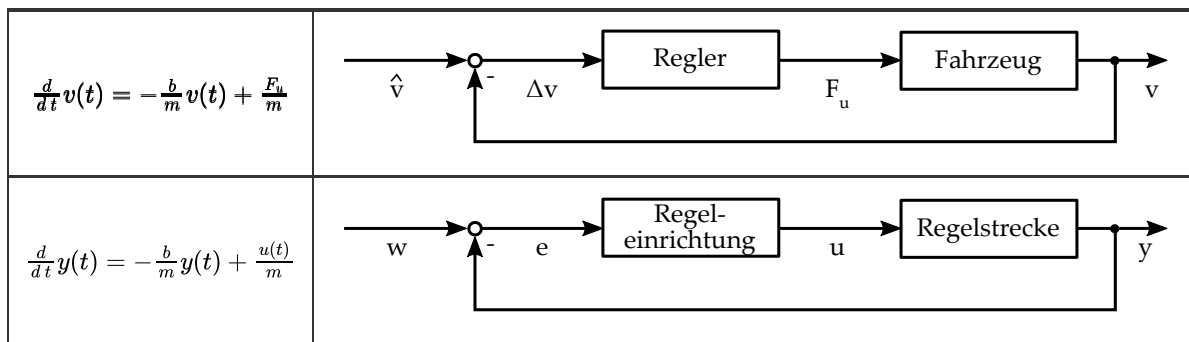 d/dt v(t) = −b/m v(t) + F_u/m
Regler
Fahrzeug
-
v̂
Δv
F_u
v
d/dt y(t) = −b/m y(t) + u(t)/m
Regel-
einrichtung
Regelstrecke
-
w
e
u
y